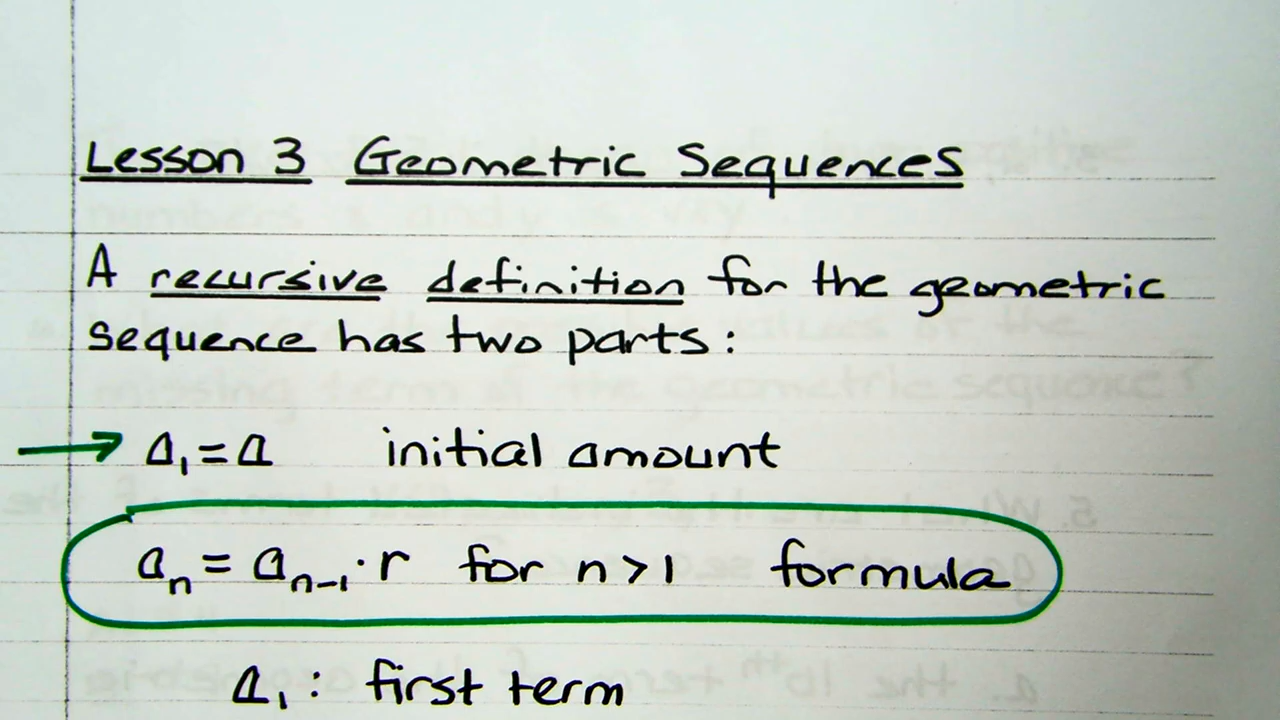 Lesson 3 Geometric Sequences
A recursive definition for the geometric
sequence has two parts:
a₁ = a initial amount
aₙ = aₙ₋₁ · r for n > 1 formula
a₁ : first term